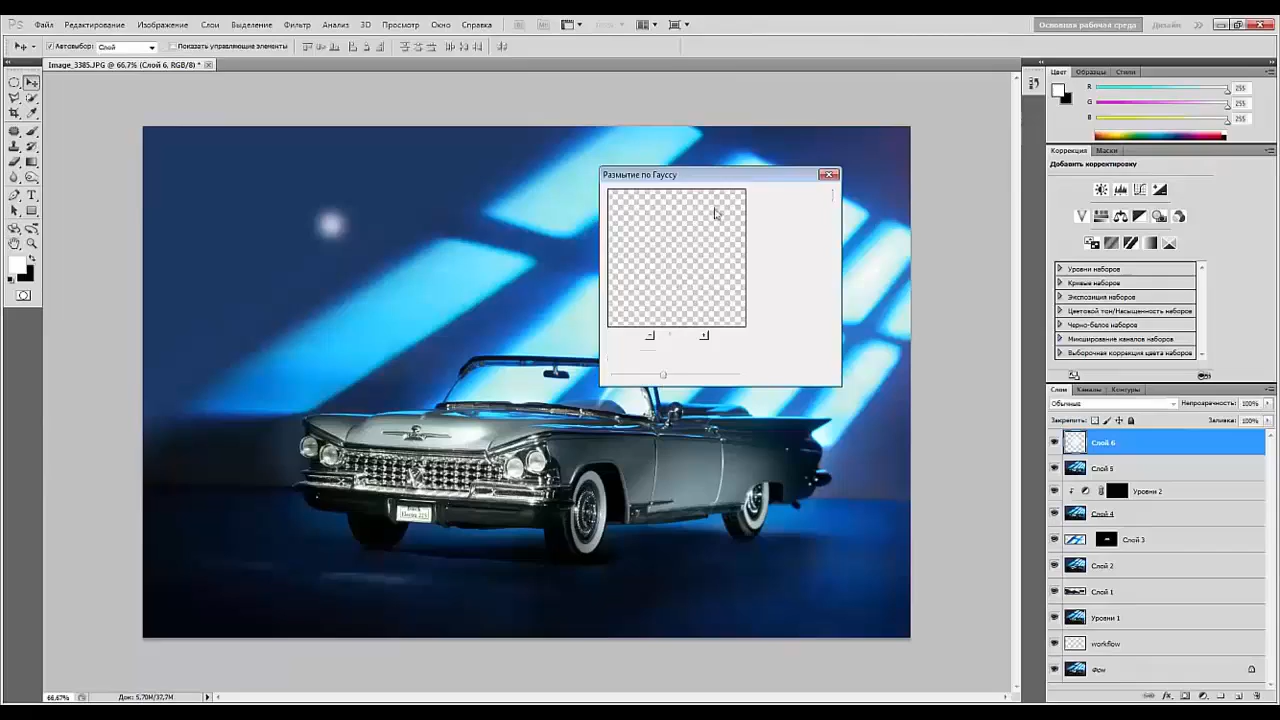 Ps Файл Редактирование Изображение Слои Выделение Фильтр Анализ 3D Просмотр Окно Справка Основная рабочая среда Дизайн
Автовыбор: Слой Показать управляющие элементы
Image_3385.JPG @ 66,7% (Слой 6, RGB/8) *
Цвет Образцы Стили
R 255
G 255
B 255
Коррекция Маски
Добавить корректировку
Размытие по Гауссу
Уровни наборов
Кривые наборов
Экспозиция наборов
Цветовой тон/Насыщенность наборов
Черно-белое наборов
Микширование каналов наборов
Выборочная коррекция цвета наборов
Слои Каналы Контуры
Обычные Непрозрачность: 100%
Закрепить: Заливка: 100%
Слой 6
Слой 5
Уровни 2
Слой 4
Слой 3
Слой 2
Слой 1
Уровни 1
workflow
Фон
66,67% Док: 5,70M/37,7M